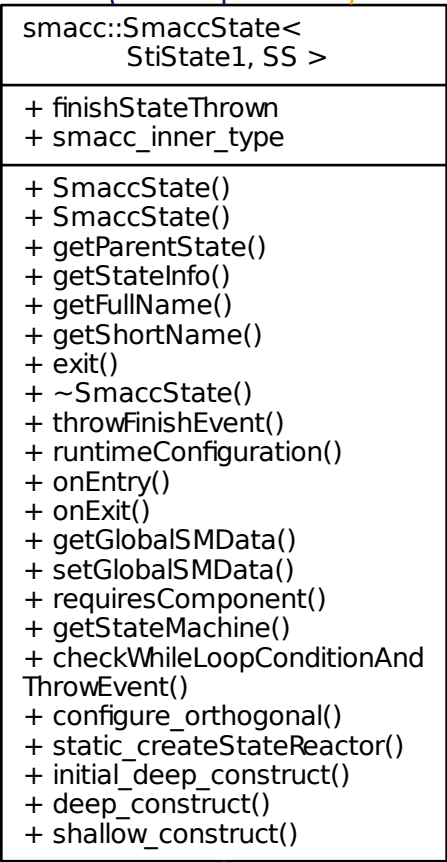 smacc::SmaccState<
StiState1, SS >
+ finishStateThrown
+ smacc_inner_type
+ SmaccState()
+ SmaccState()
+ getParentState()
+ getStateInfo()
+ getFullName()
+ getShortName()
+ exit()
+ ~SmaccState()
+ throwFinishEvent()
+ runtimeConfiguration()
+ onEntry()
+ onExit()
+ getGlobalSMData()
+ setGlobalSMData()
+ requiresComponent()
+ getStateMachine()
+ checkWhileLoopConditionAnd
ThrowEvent()
+ configure_orthogonal()
+ static_createStateReactor()
+ initial_deep_construct()
+ deep_construct()
+ shallow_construct()